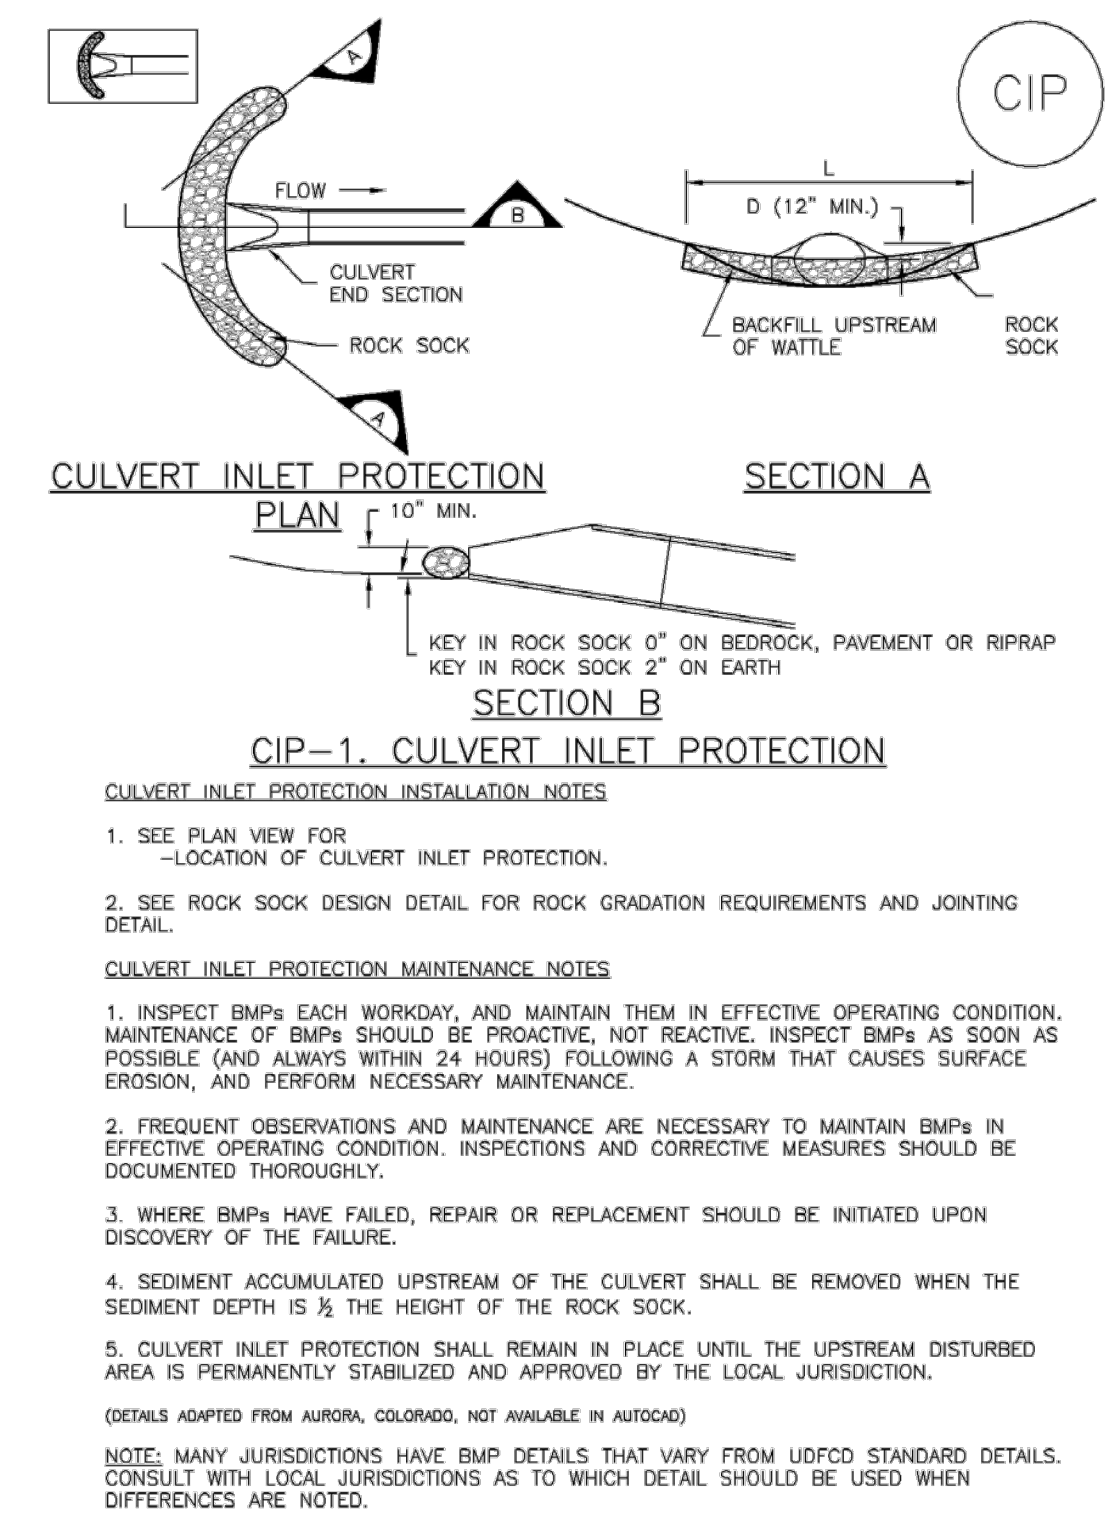 A
CIP
L
FLOW
D (12" MIN.)
B
CULVERT
END SECTION
BACKFILL UPSTREAM
OF WATTLE
ROCK
SOCK
ROCK SOCK
A
CULVERT INLET PROTECTION
PLAN
SECTION A
10" MIN.
KEY IN ROCK SOCK 0" ON BEDROCK, PAVEMENT OR RIPRAP
KEY IN ROCK SOCK 2" ON EARTH
SECTION B
CIP-1. CULVERT INLET PROTECTION
CULVERT INLET PROTECTION INSTALLATION NOTES
1. SEE PLAN VIEW FOR
-LOCATION OF CULVERT INLET PROTECTION.
2. SEE ROCK SOCK DESIGN DETAIL FOR ROCK GRADATION REQUIREMENTS AND JOINTING
DETAIL.
CULVERT INLET PROTECTION MAINTENANCE NOTES
1. INSPECT BMPs EACH WORKDAY, AND MAINTAIN THEM IN EFFECTIVE OPERATING CONDITION.
MAINTENANCE OF BMPs SHOULD BE PROACTIVE, NOT REACTIVE. INSPECT BMPs AS SOON AS
POSSIBLE (AND ALWAYS WITHIN 24 HOURS) FOLLOWING A STORM THAT CAUSES SURFACE
EROSION, AND PERFORM NECESSARY MAINTENANCE.
2. FREQUENT OBSERVATIONS AND MAINTENANCE ARE NECESSARY TO MAINTAIN BMPs IN
EFFECTIVE OPERATING CONDITION. INSPECTIONS AND CORRECTIVE MEASURES SHOULD BE
DOCUMENTED THOROUGHLY.
3. WHERE BMPs HAVE FAILED, REPAIR OR REPLACEMENT SHOULD BE INITIATED UPON
DISCOVERY OF THE FAILURE.
4. SEDIMENT ACCUMULATED UPSTREAM OF THE CULVERT SHALL BE REMOVED WHEN THE
SEDIMENT DEPTH IS ½ THE HEIGHT OF THE ROCK SOCK.
5. CULVERT INLET PROTECTION SHALL REMAIN IN PLACE UNTIL THE UPSTREAM DISTURBED
AREA IS PERMANENTLY STABILIZED AND APPROVED BY THE LOCAL JURISDICTION.
(DETAILS ADAPTED FROM AURORA, COLORADO, NOT AVAILABLE IN AUTOCAD)
NOTE: MANY JURISDICTIONS HAVE BMP DETAILS THAT VARY FROM UDFCD STANDARD DETAILS.
CONSULT WITH LOCAL JURISDICTIONS AS TO WHICH DETAIL SHOULD BE USED WHEN
DIFFERENCES ARE NOTED.